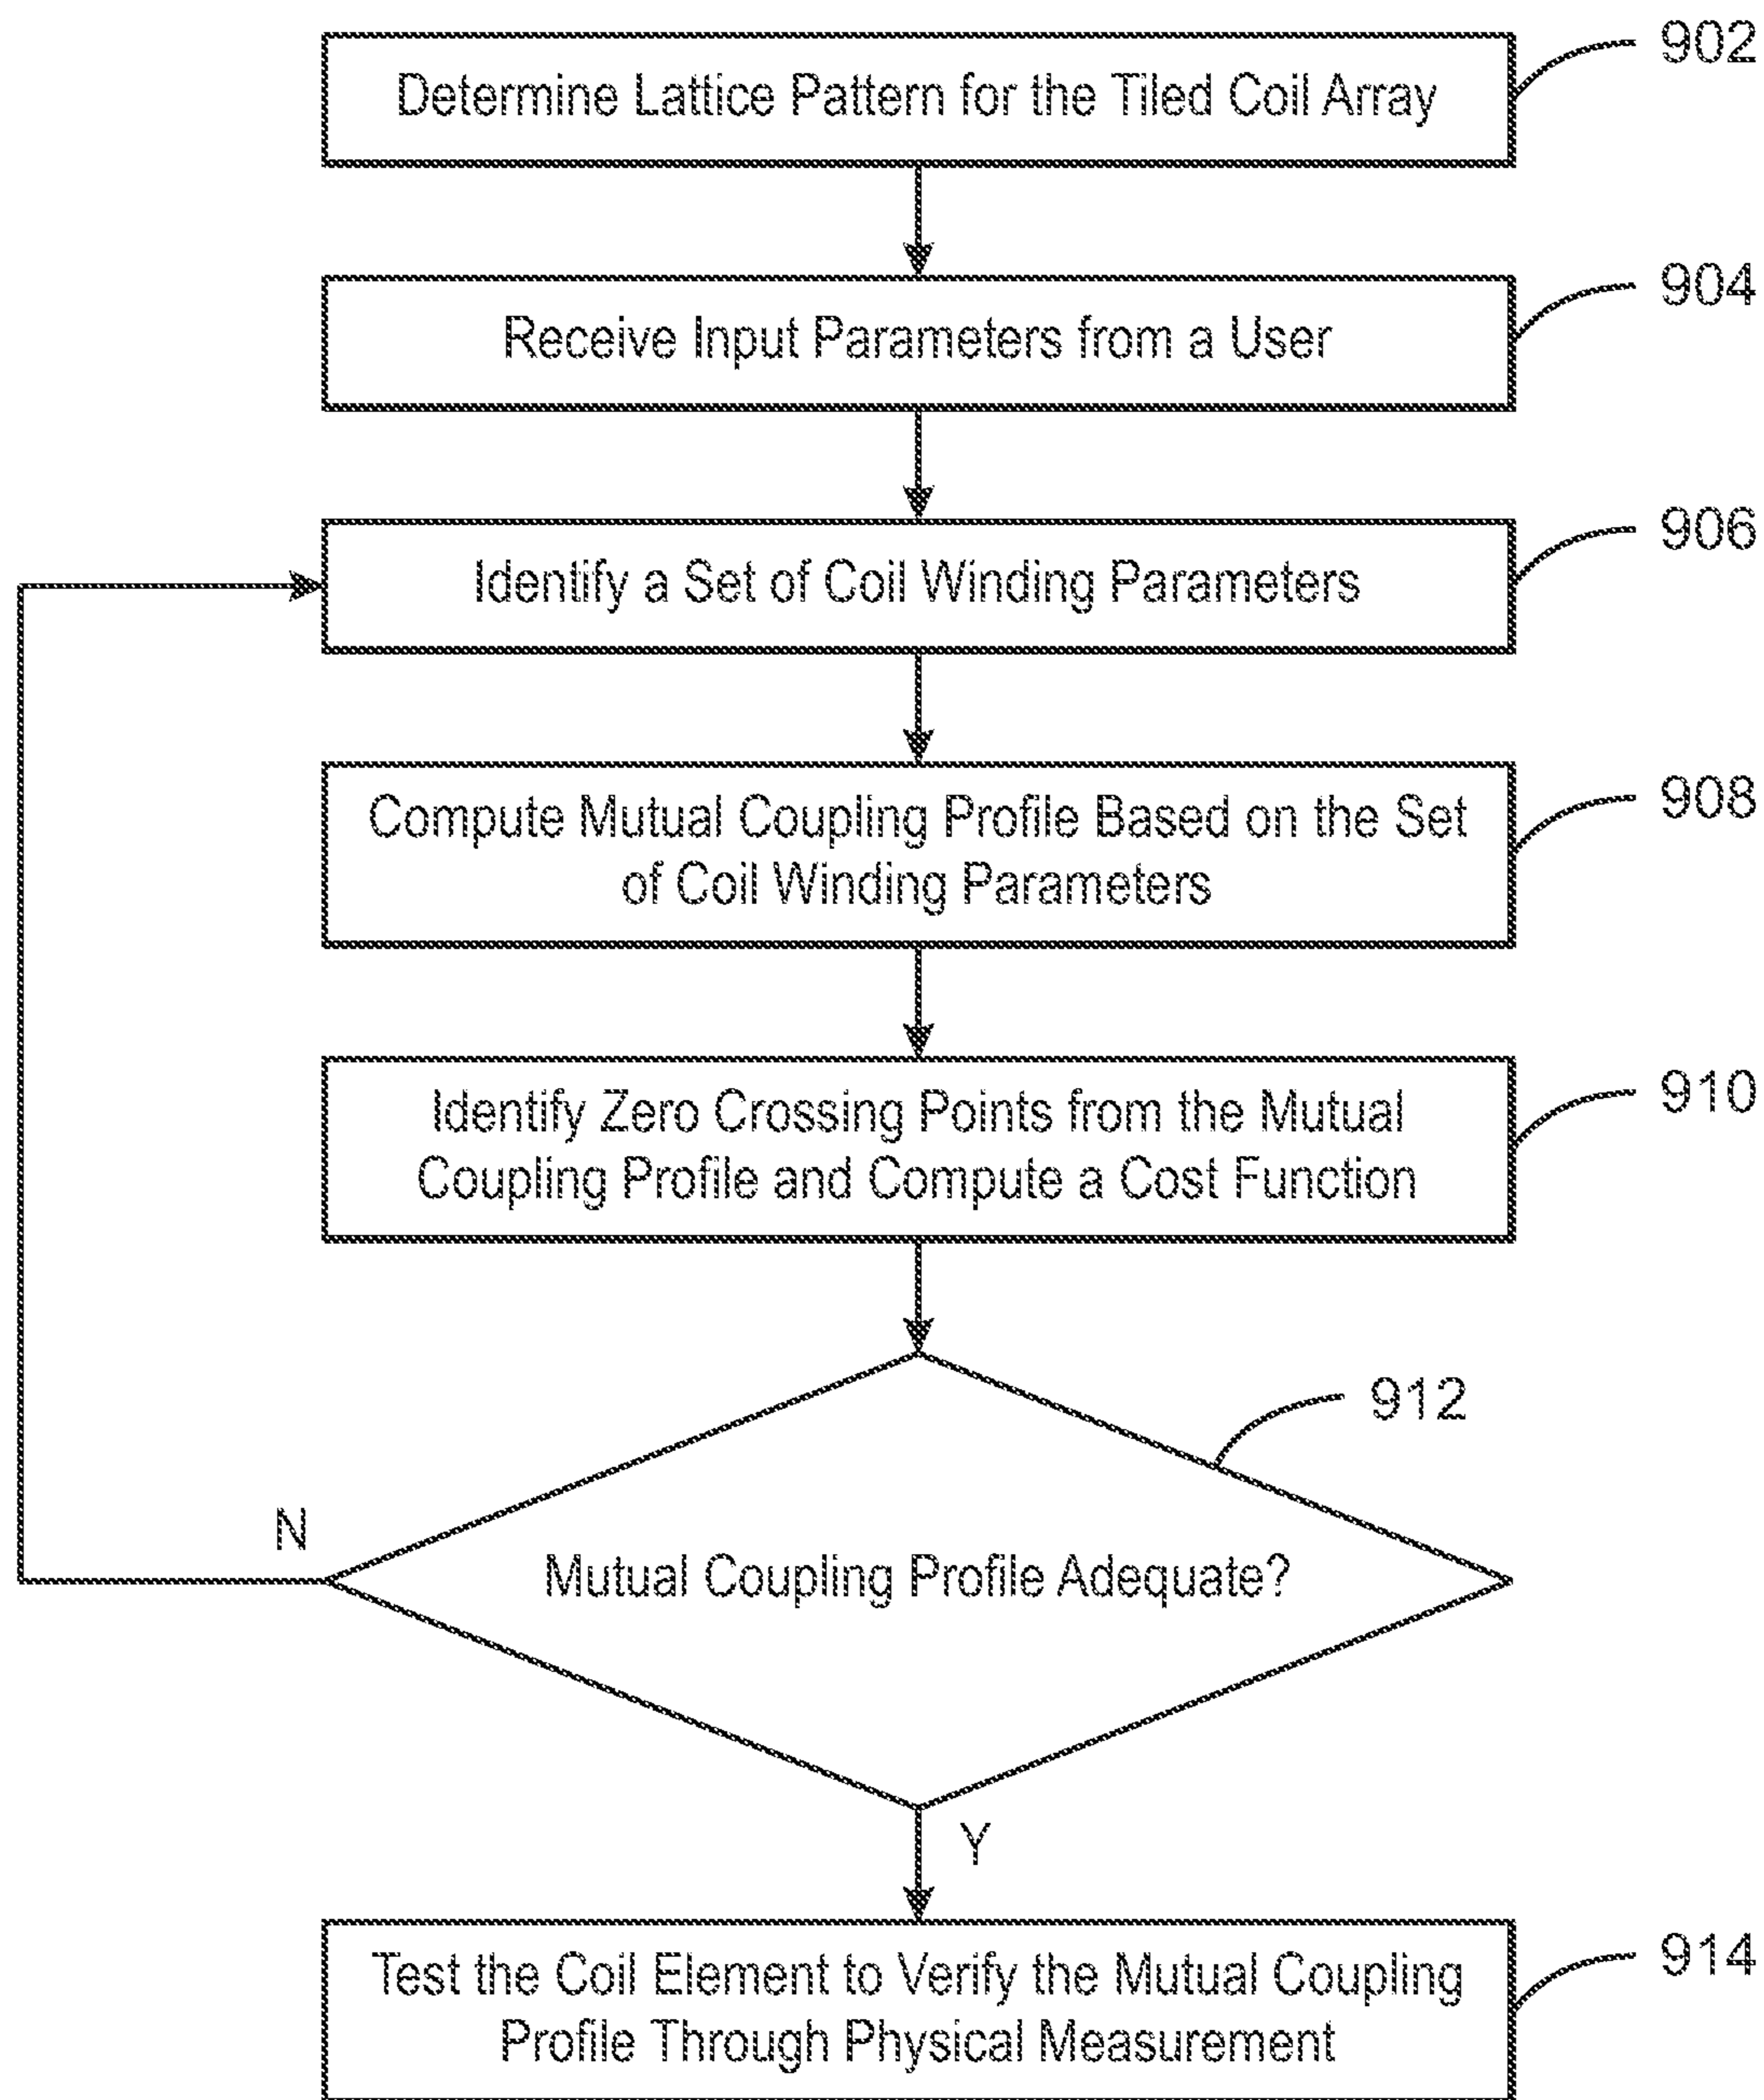 Determine Lattice Pattern for the Tiled Coil Array
902
Receive Input Parameters from a User
904
Identify a Set of Coil Winding Parameters
906
Compute Mutual Coupling Profile Based on the Set
of Coil Winding Parameters
908
Identify Zero Crossing Points from the Mutual
Coupling Profile and Compute a Cost Function
910
912
N
Mutual Coupling Profile Adequate?
Y
Test the Coil Element to Verify the Mutual Coupling
Profile Through Physical Measurement
914